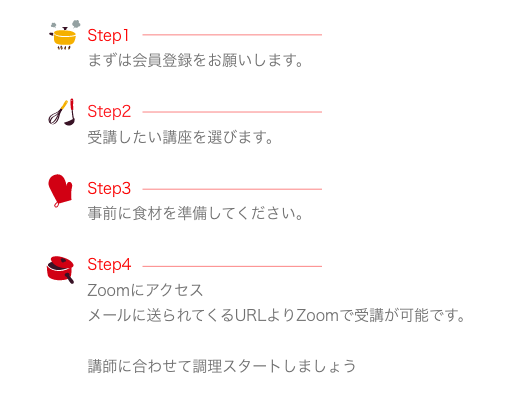 Step1
まずは会員登録をお願いします。
Step2
受講したい講座を選びます。
Step3
事前に食材を準備してください。
Step4
Zoomにアクセス
メールに送られてくるURLよりZoomで受講が可能です。
講師に合わせて調理スタートしましょう